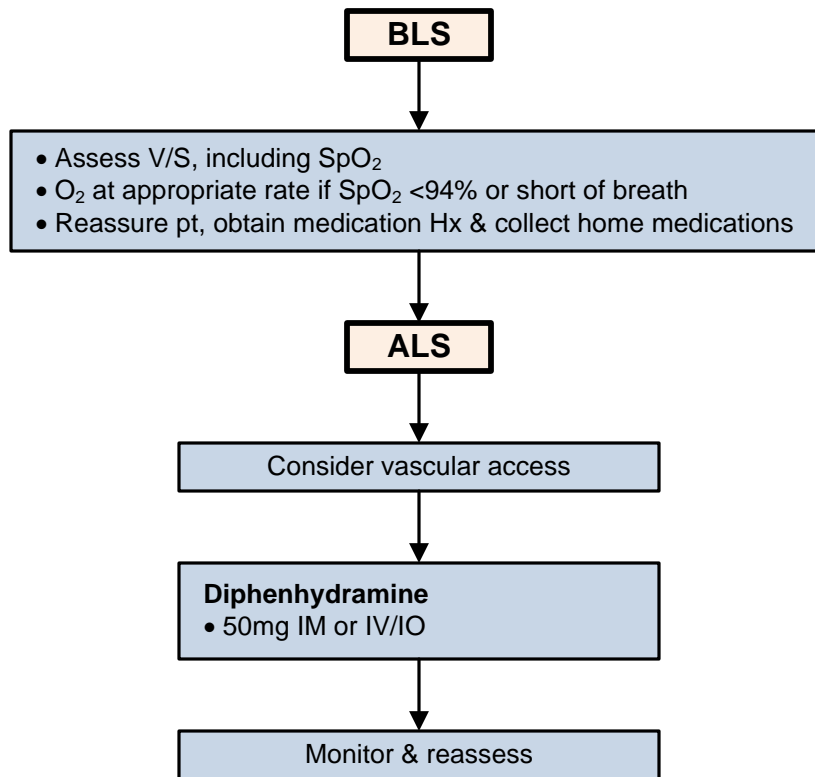 BLS
• Assess V/S, including SpO₂
• O₂ at appropriate rate if SpO₂ <94% or short of breath
• Reassure pt, obtain medication Hx & collect home medications
ALS
Consider vascular access
Diphenhydramine
• 50mg IM or IV/IO
Monitor & reassess